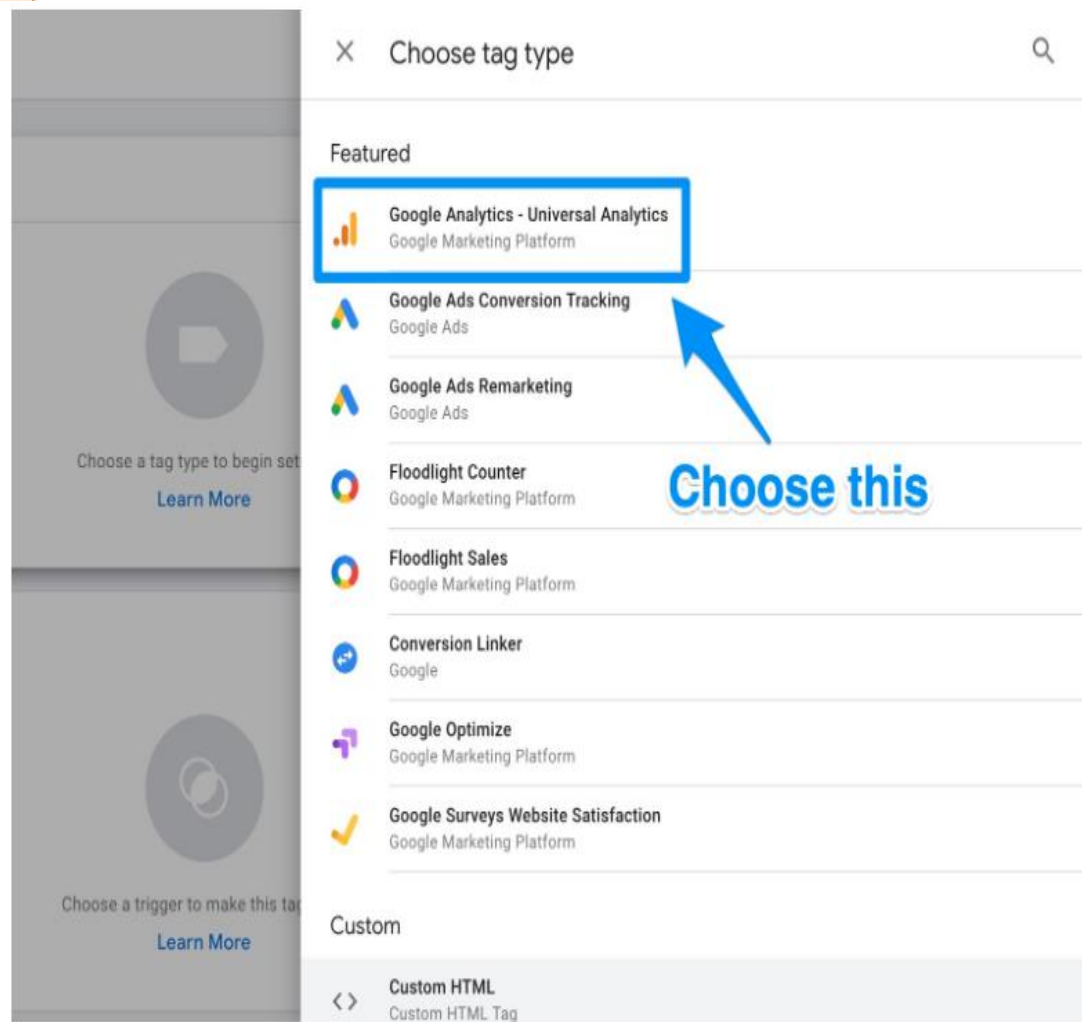 Choose tag type
Featured
Google Analytics - Universal Analytics
Google Marketing Platform
Google Ads Conversion Tracking
Google Ads
Google Ads Remarketing
Google Ads
Choose a tag type to begin set
Learn More
Floodlight Counter
Google Marketing Platform
Choose this
Floodlight Sales
Google Marketing Platform
Conversion Linker
Google
Google Optimize
Google Marketing Platform
Google Surveys Website Satisfaction
Google Marketing Platform
Choose a trigger to make this tag
Learn More
Custom
Custom HTML
Custom HTML Tag